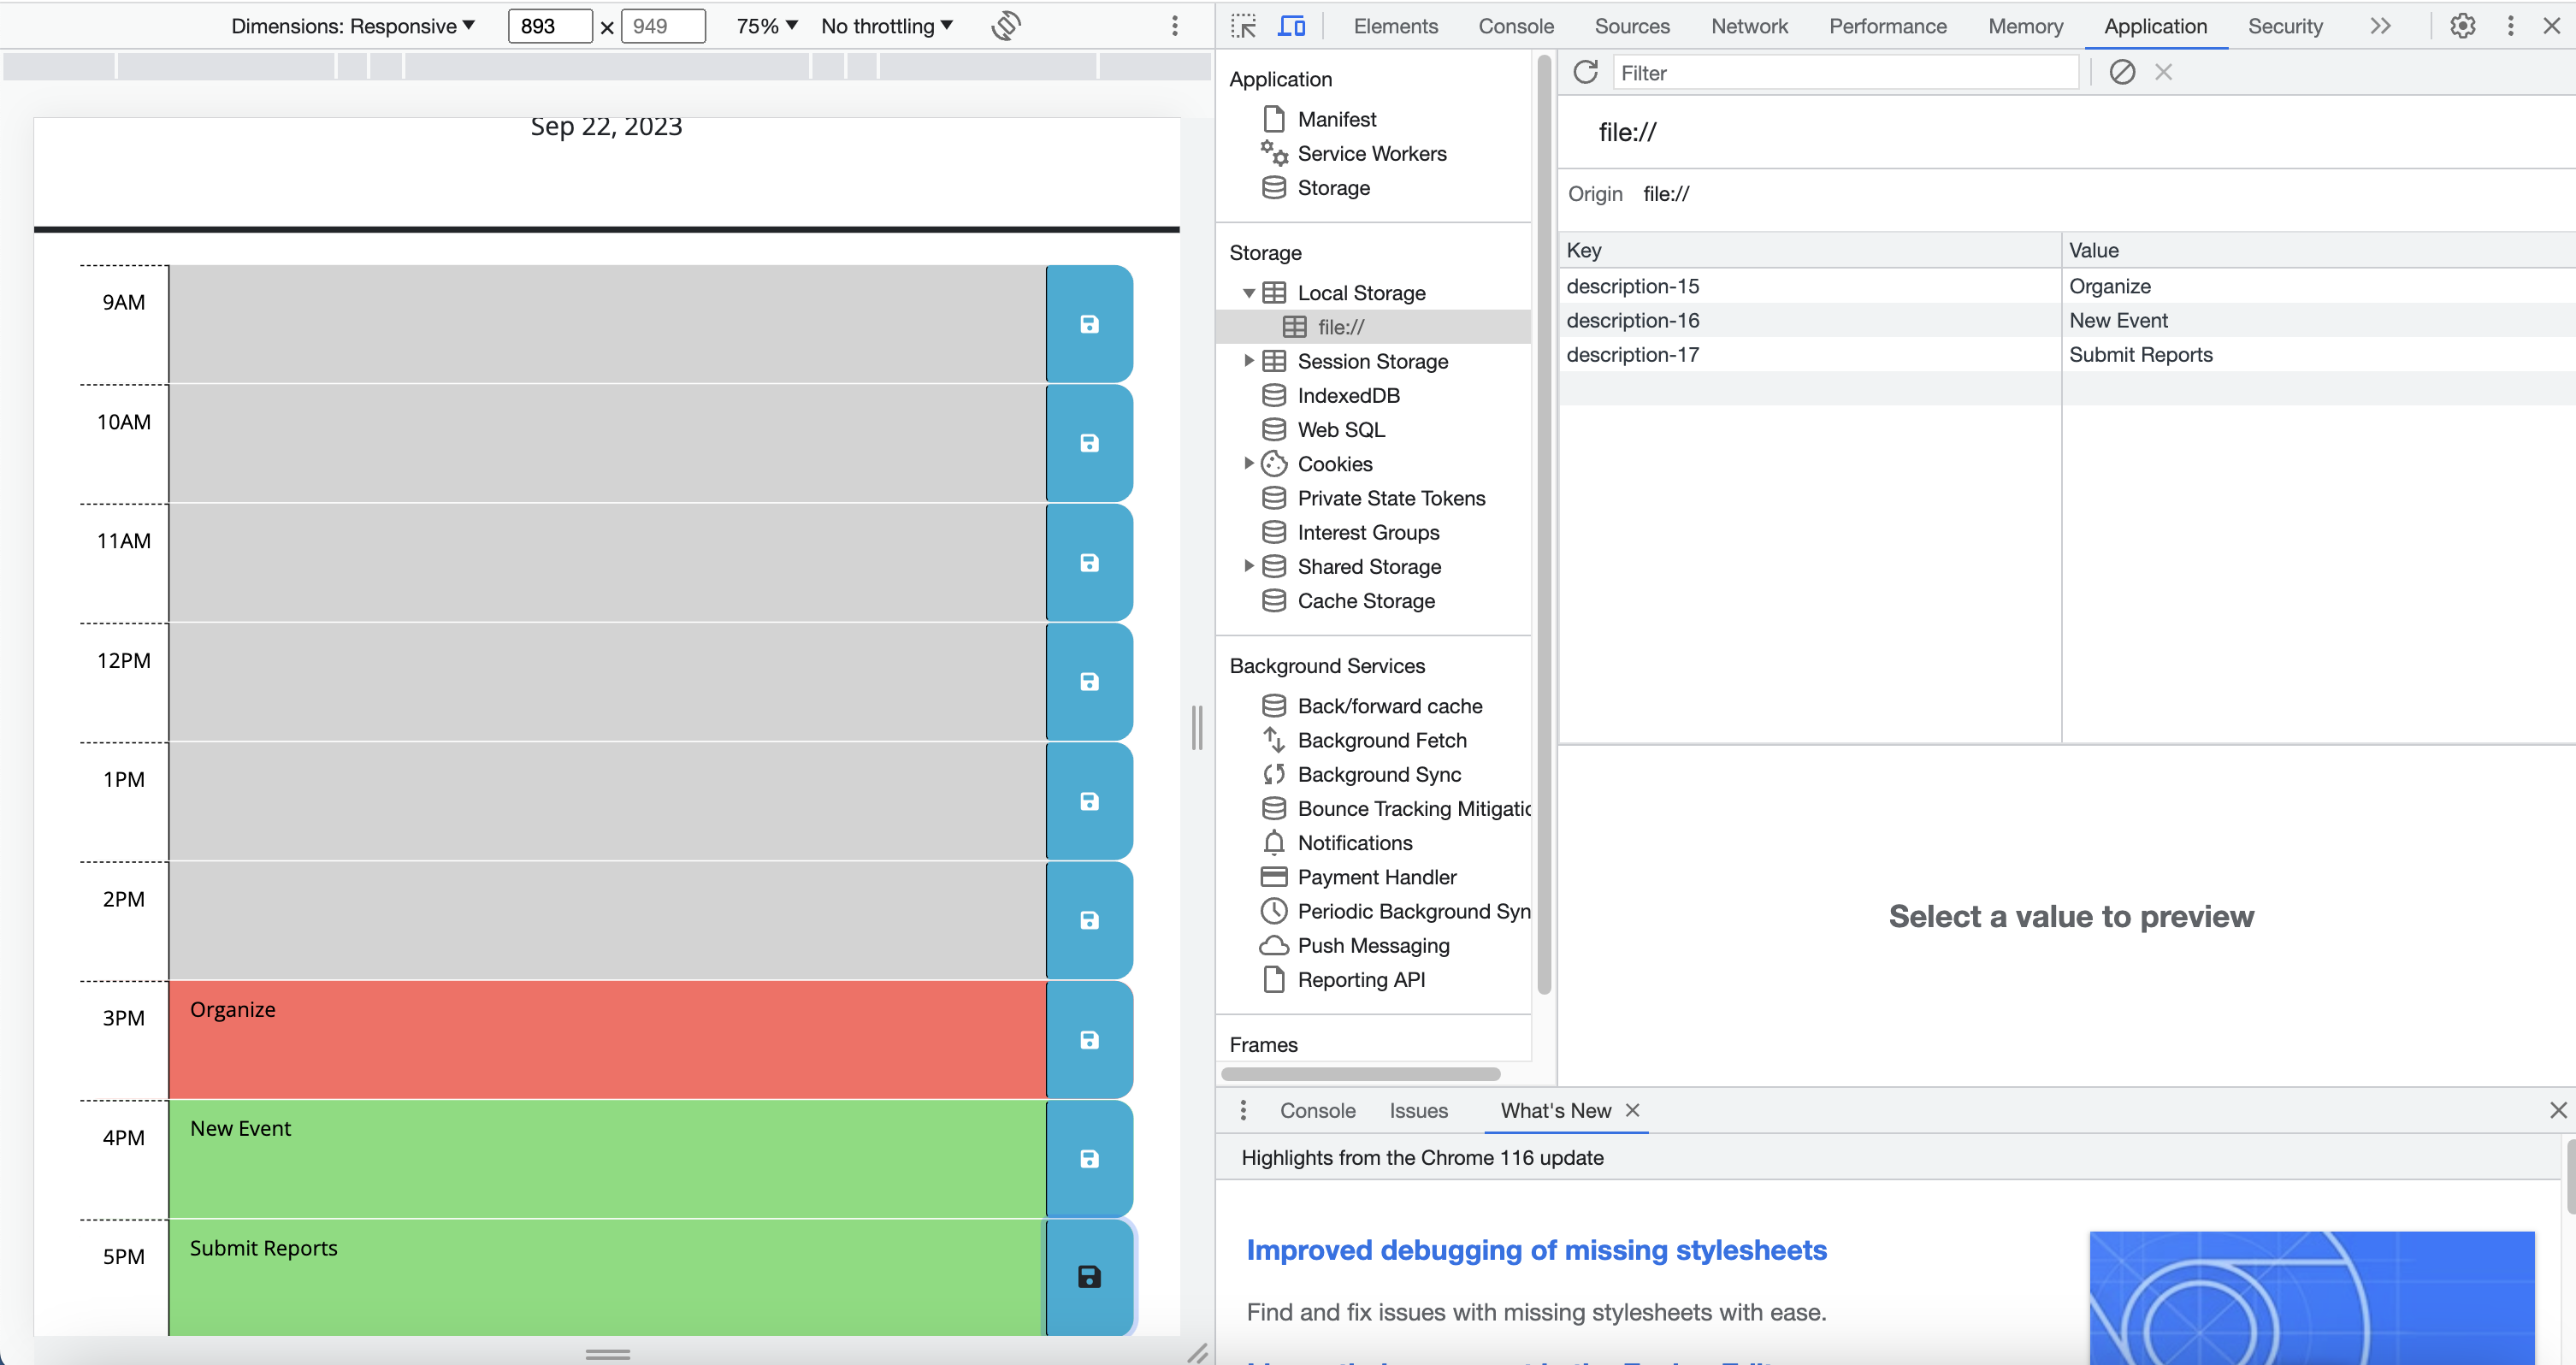 Dimensions: Responsive 893 × 949 75% No throttling
Elements Console Sources Network Performance Memory Application Security
Sep 22, 2023
9AM
10AM
11AM
12PM
1PM
2PM
3PM Organize
4PM New Event
5PM Submit Reports
Application
Manifest
Service Workers
Storage
Storage
Local Storage
file://
Session Storage
IndexedDB
Web SQL
Cookies
Private State Tokens
Interest Groups
Shared Storage
Cache Storage
Background Services
Back/forward cache
Background Fetch
Background Sync
Bounce Tracking Mitigatio
Notifications
Payment Handler
Periodic Background Syn
Push Messaging
Reporting API
Frames
Filter
file://
Origin file://
Key Value
description-15 Organize
description-16 New Event
description-17 Submit Reports
Select a value to preview
Console Issues What's New
Highlights from the Chrome 116 update
Improved debugging of missing stylesheets
Find and fix issues with missing stylesheets with ease.